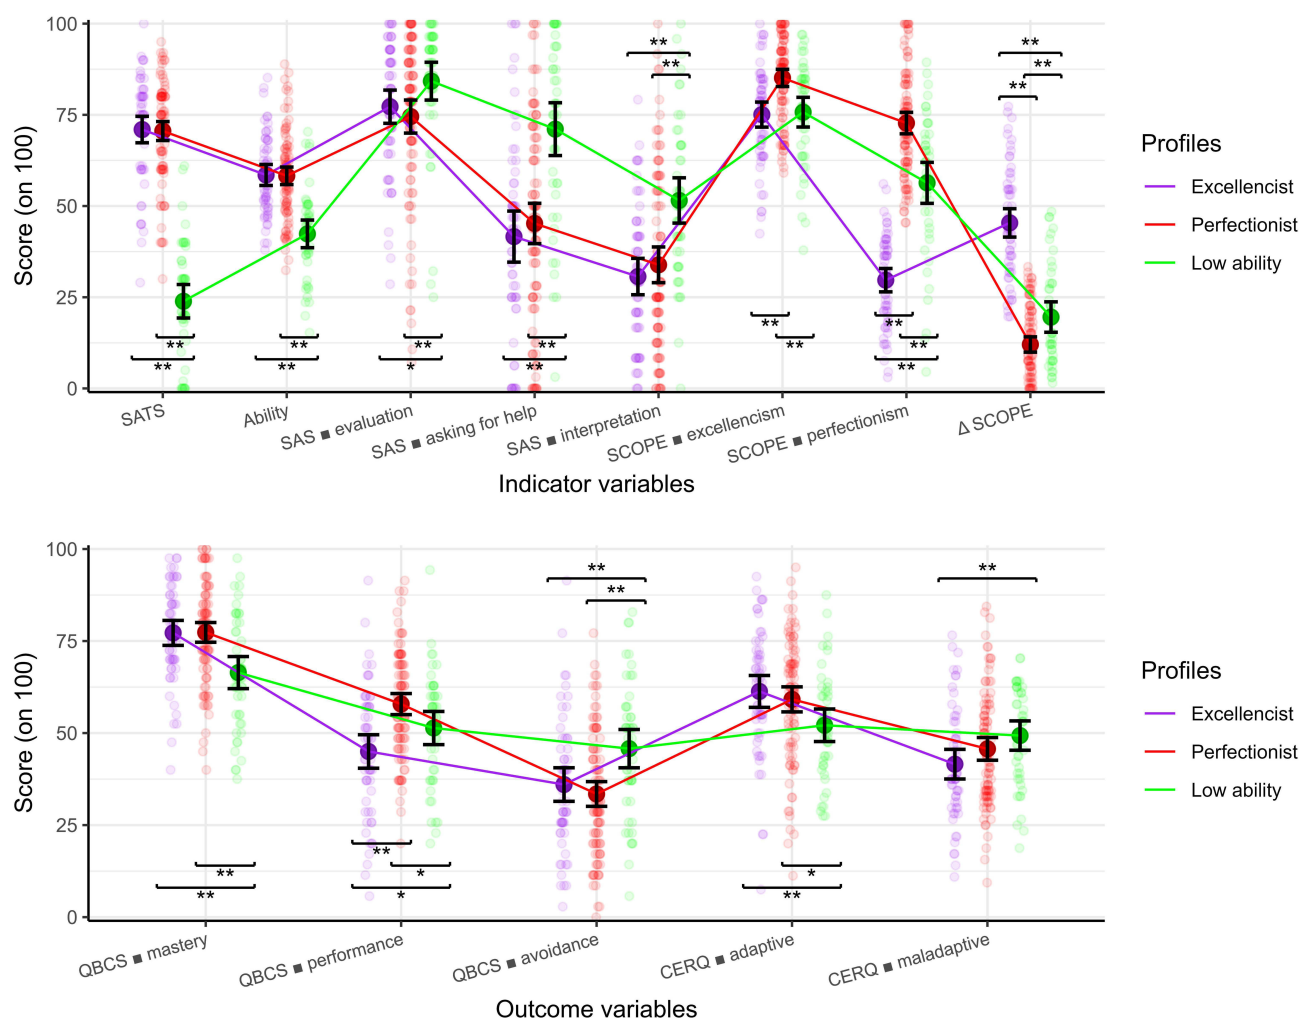 Score (on 100)
100
75
50
25
0
** ** ** ** **
** ** ** ** ** ** ** **
** ** * ** **
SATS
Ability
SAS ■ evaluation
SAS ■ asking for help
SAS ■ interpretation
SCOPE ■ excellencism
SCOPE ■ perfectionism
Δ SCOPE
Indicator variables
Profiles
Excellencist
Perfectionist
Low ability
Score (on 100)
100
75
50
25
0
** ** **
** ** * *
** * **
QBCS ■ mastery
QBCS ■ performance
QBCS ■ avoidance
CERQ ■ adaptive
CERQ ■ maladaptive
Outcome variables
Profiles
Excellencist
Perfectionist
Low ability